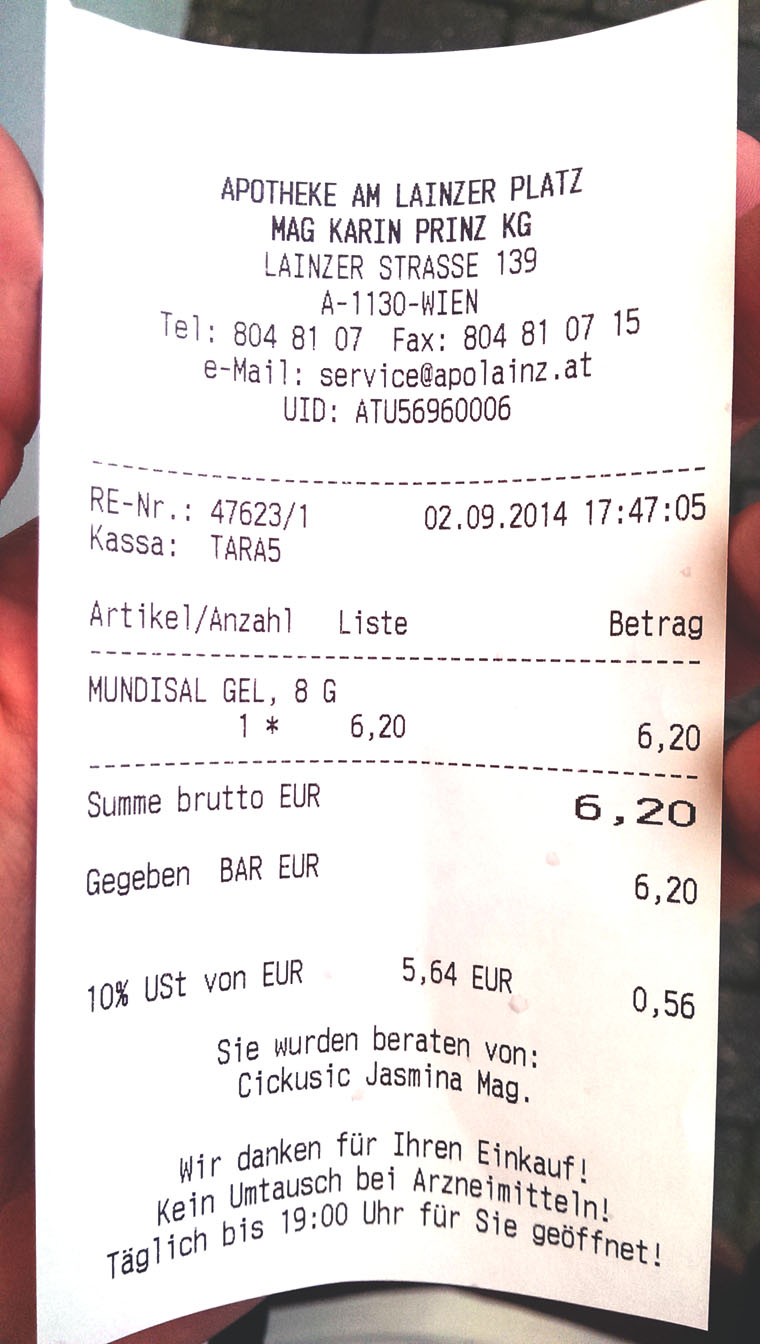 APOTHEKE AM LAINZER PLATZ
MAG KARIN PRINZ KG
LAINZER STRASSE 139
A-1130-WIEN
Tel: 804 81 07 Fax: 804 81 07 15
e-Mail: service@apolainz.at
UID: ATU56960006
RE-Nr.: 47623/1 02.09.2014 17:47:05
Kassa: TARA5
Artikel/Anzahl Liste Betrag
MUNDISAL GEL, 8 G
1 * 6,20 6,20
Summe brutto EUR 6,20
Gegeben BAR EUR 6,20
10% USt von EUR 5,64 EUR 0,56
Sie wurden beraten von:
Cickusic Jasmina Mag.
Wir danken für Ihren Einkauf!
Kein Umtausch bei Arzneimitteln!
Täglich bis 19:00 Uhr für Sie geöffnet!